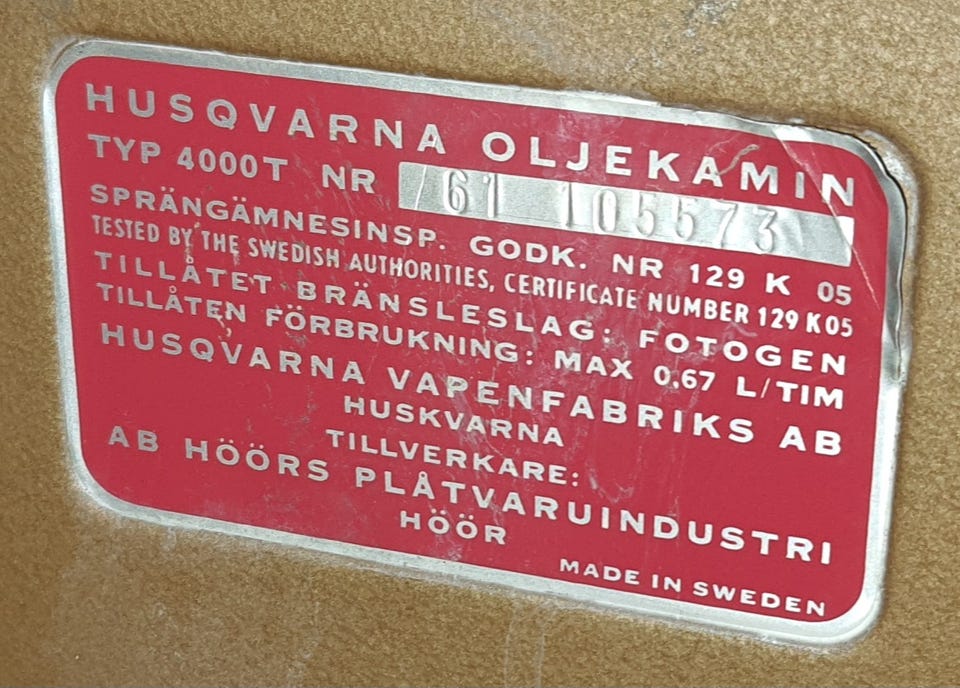 HUSQVARNA OLJEKAMIN
TYP 4000T NR 61 105573
SPRÄNGÄMNESINSP. GODK. NR 129 K 05
TESTED BY THE SWEDISH AUTHORITIES, CERTIFICATE NUMBER 129 K05
TILLÅTET BRÄNSLESLAG: FOTOGEN
TILLÅTEN FÖRBRUKNING: MAX 0,67 L/TIM
HUSQVARNA VAPENFABRIKS AB
HUSKVARNA
TILLVERKARE:
AB HÖÖRS PLÅTVARUINDUSTRI
HÖÖR
MADE IN SWEDEN